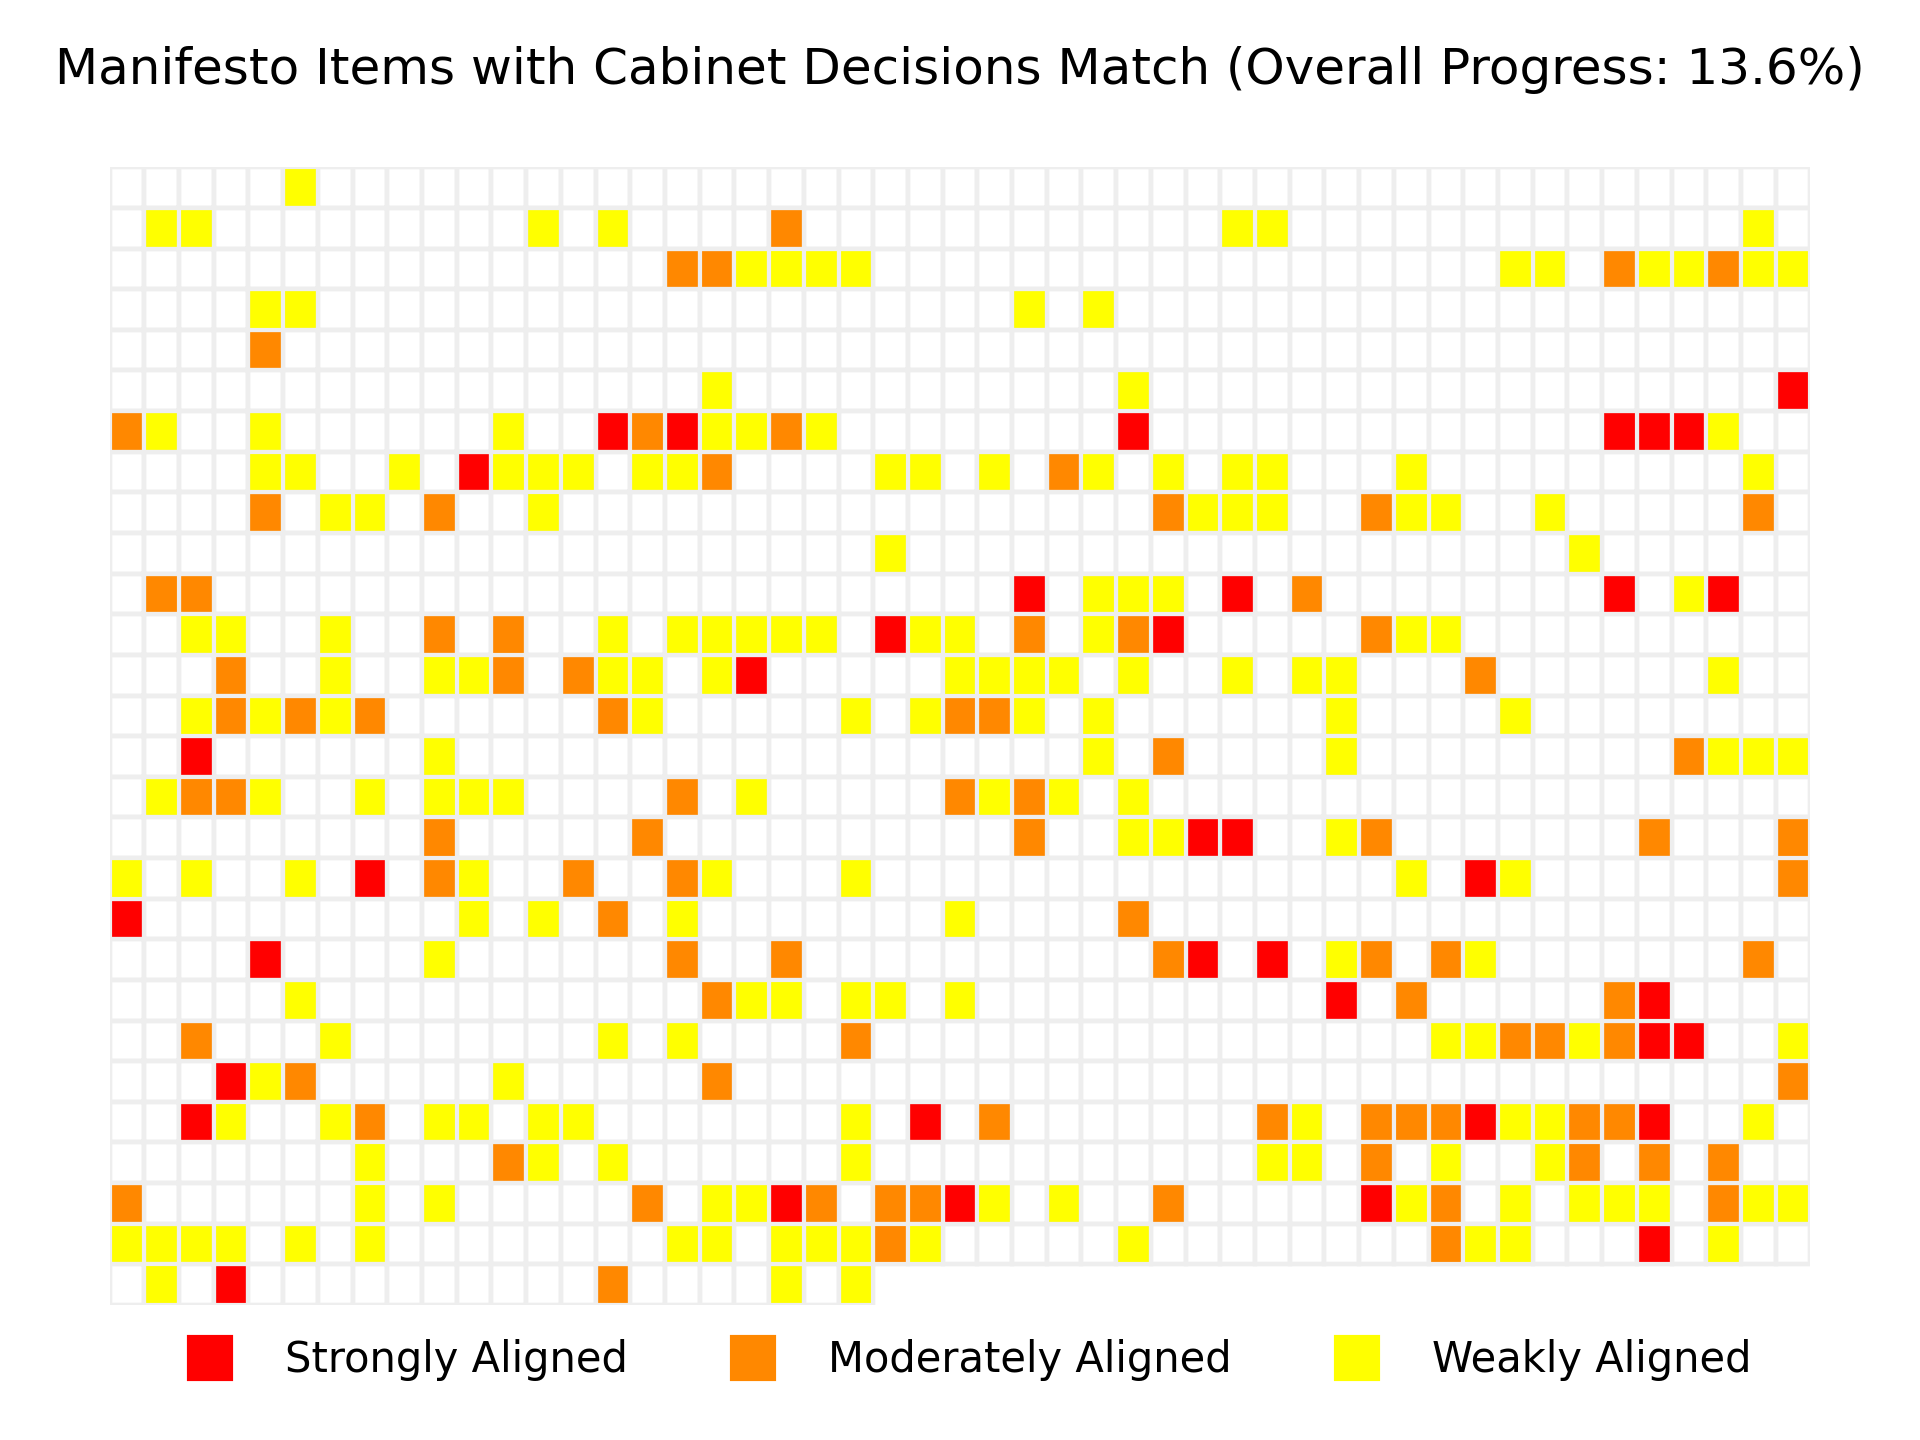 Manifesto Items with Cabinet Decisions Match (Overall Progress: 13.6%)
Strongly Aligned
Moderately Aligned
Weakly Aligned